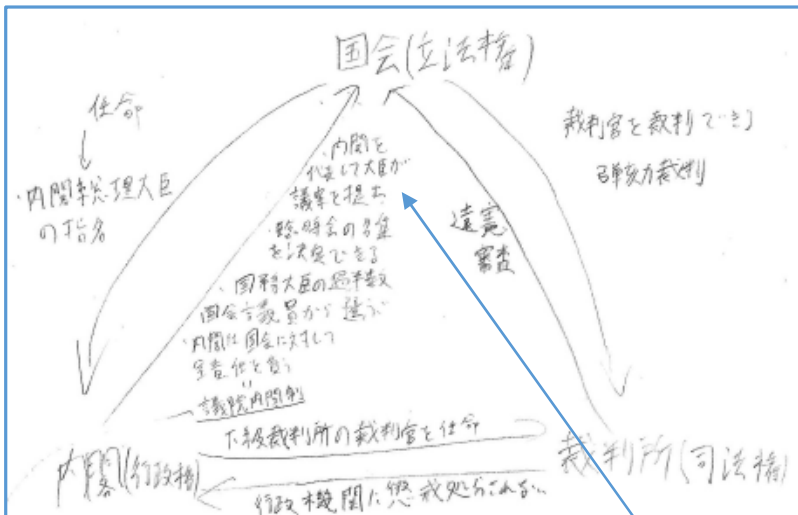 国会(立法権)
任命
・内閣総理大臣
の指名
裁判官を裁判できる
弾劾裁判
・内閣を
代表して大臣が
議案を提出
・臨時会の召集
を決定できる
・国務大臣の過半数
国会議員から選ぶ
・内閣は国会に対して
全責任を負う
議院内閣制
違憲
審査
下級裁判所の裁判官を任命
内閣(行政権)
裁判所(司法権)
行政機関に懲戒処分されない